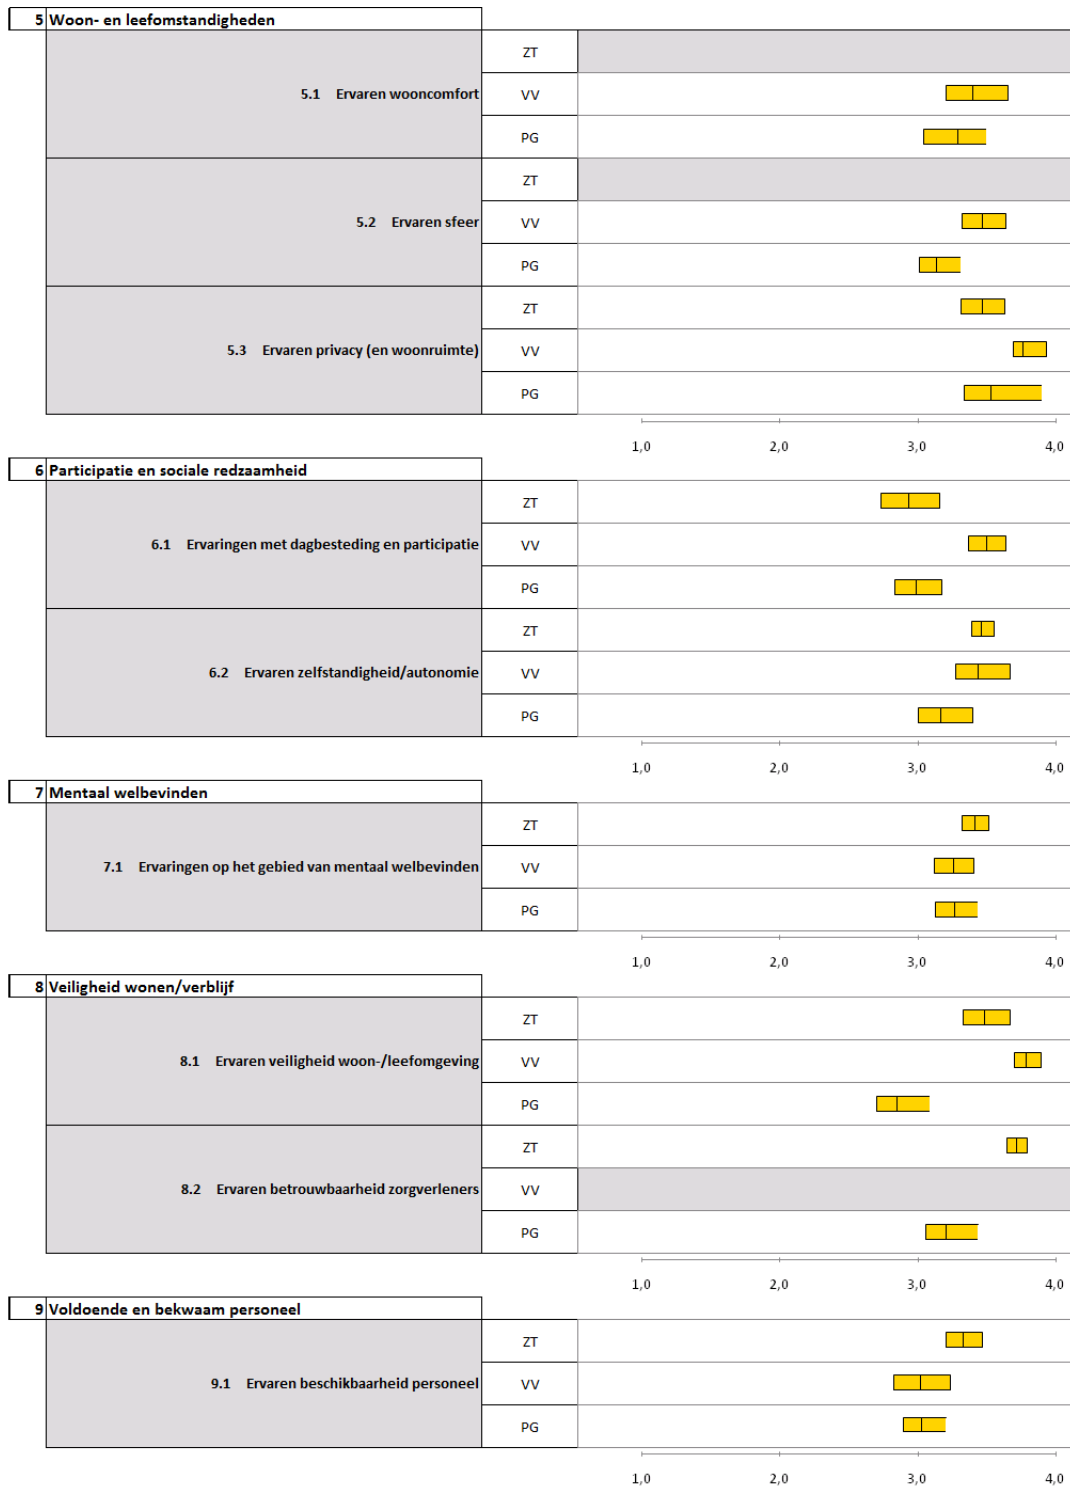 5 Woon- en leefomstandigheden
ZT
5.1 Ervaren wooncomfort
VV
PG
ZT
5.2 Ervaren sfeer
VV
PG
ZT
5.3 Ervaren privacy (en woonruimte)
VV
PG
1,0 2,0 3,0 4,0
6 Participatie en sociale redzaamheid
ZT
6.1 Ervaringen met dagbesteding en participatie
VV
PG
ZT
6.2 Ervaren zelfstandigheid/autonomie
VV
PG
1,0 2,0 3,0 4,0
7 Mentaal welbevinden
ZT
7.1 Ervaringen op het gebied van mentaal welbevinden
VV
PG
1,0 2,0 3,0 4,0
8 Veiligheid wonen/verblijf
ZT
8.1 Ervaren veiligheid woon-/leefomgeving
VV
PG
ZT
8.2 Ervaren betrouwbaarheid zorgverleners
VV
PG
1,0 2,0 3,0 4,0
9 Voldoende en bekwaam personeel
ZT
9.1 Ervaren beschikbaarheid personeel
VV
PG
1,0 2,0 3,0 4,0